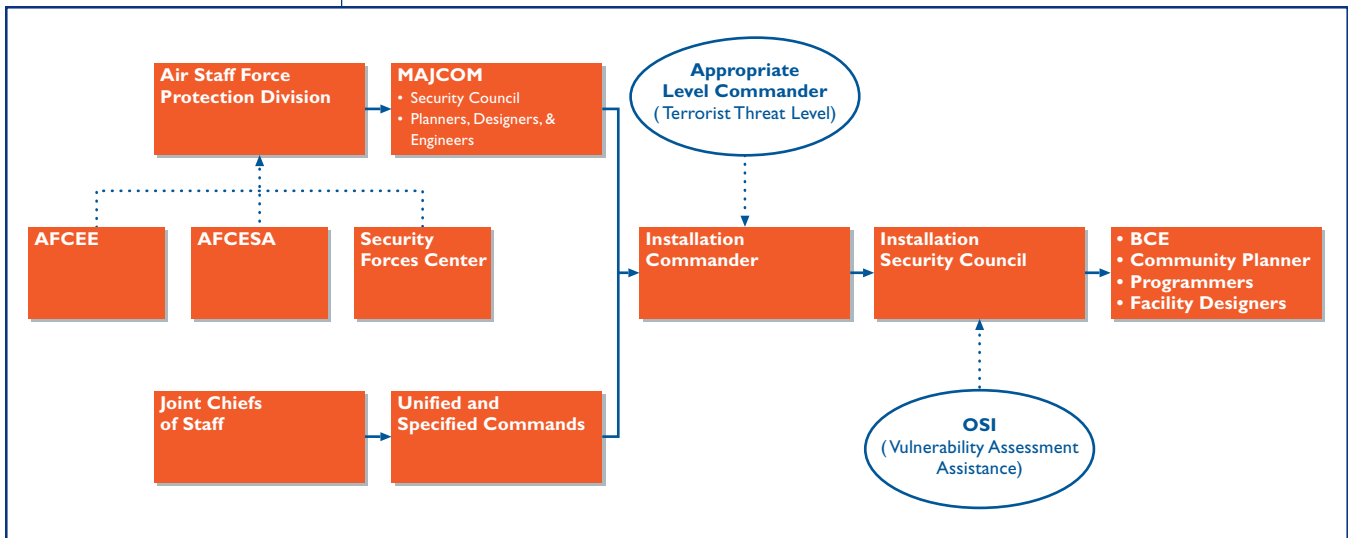 Air Staff Force
Protection Division
MAJCOM
• Security Council
• Planners, Designers, &
Engineers
Appropriate
Level Commander
( Terrorist Threat Level)
AFCEE
AFCESA
Security
Forces Center
Installation
Commander
Installation
Security Council
• BCE
• Community Planner
• Programmers
• Facility Designers
Joint Chiefs
of Staff
Unified and
Specified Commands
OSI
( Vulnerability Assessment
Assistance)